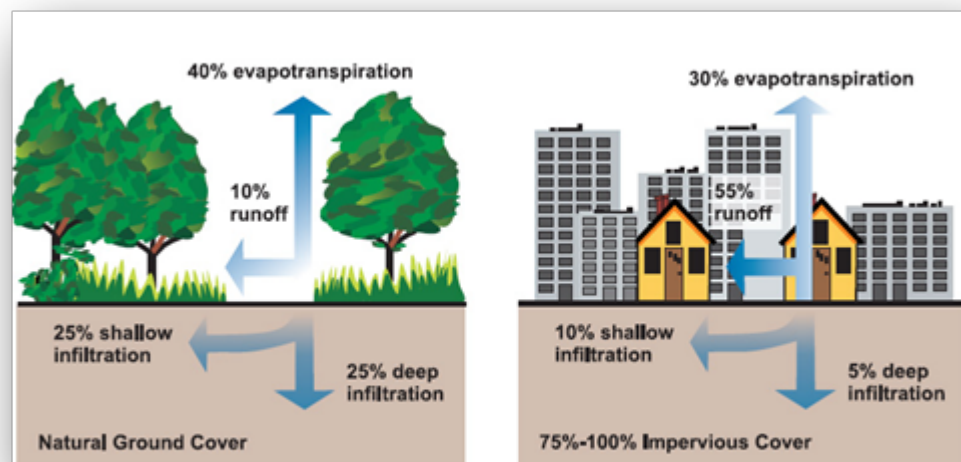 40% evapotranspiration
10%
runoff
25% shallow
infiltration
25% deep
infiltration
Natural Ground Cover
30% evapotranspiration
55%
runoff
10% shallow
infiltration
5% deep
infiltration
75%-100% Impervious Cover